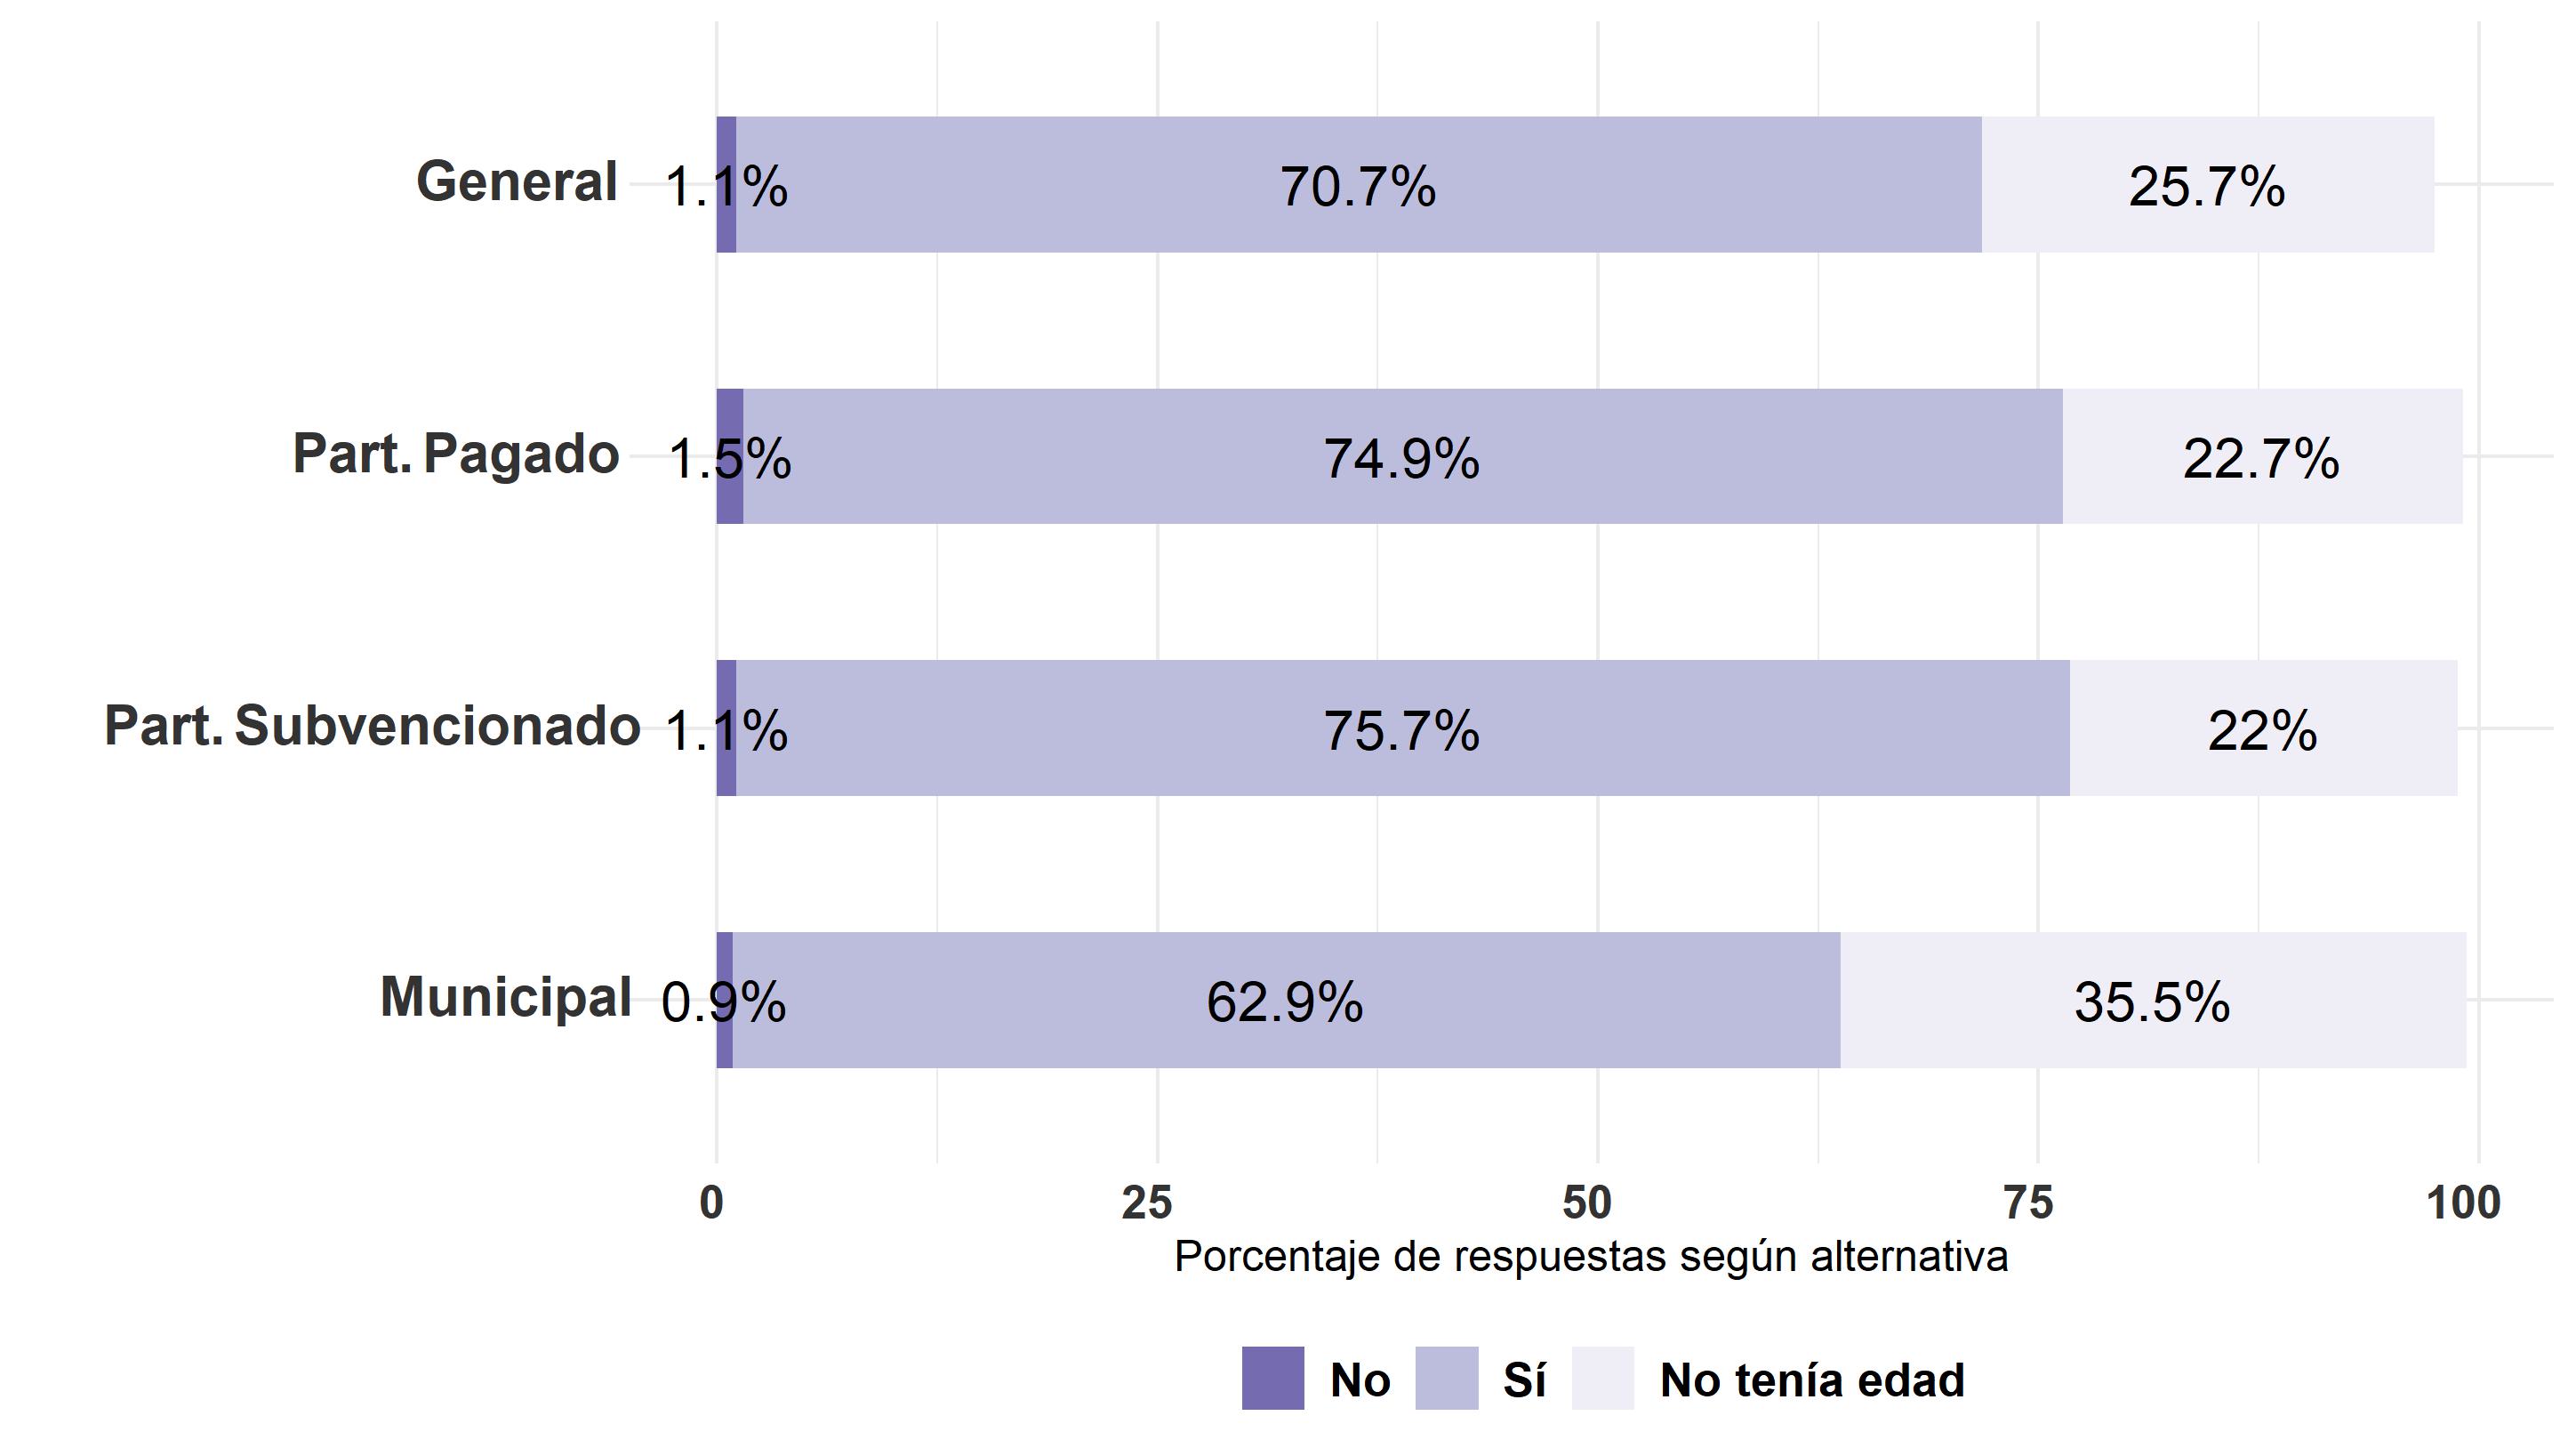 General 1.1% 70.7% 25.7%
Part. Pagado 1.5% 74.9% 22.7%
Part. Subvencionado 1.1% 75.7% 22%
Municipal 0.9% 62.9% 35.5%
0 25 50 75 100
Porcentaje de respuestas según alternativa
No Sí No tenía edad